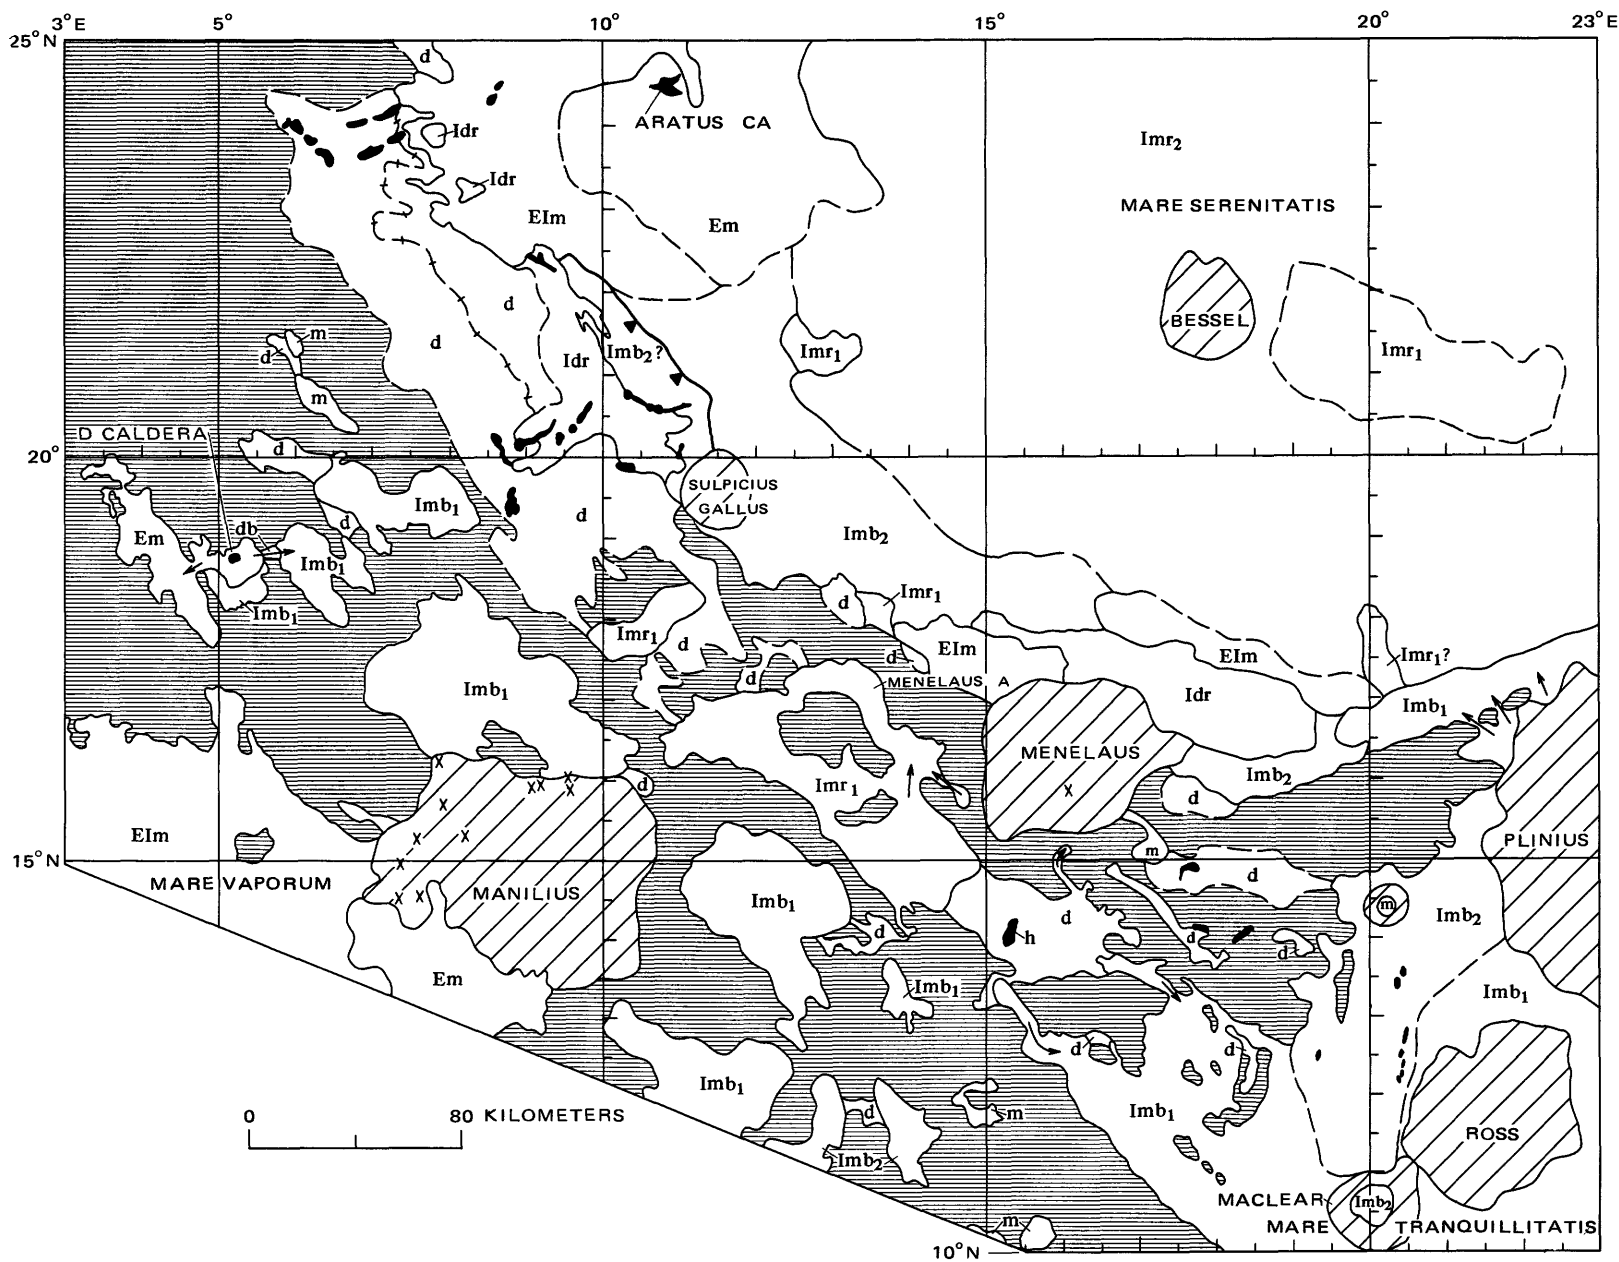 3°E 5° 10° 15° 20° 23°E
25°N
d
ARATUS CA
Idr
Imr2
Idr
MARE SERENITATIS
EIm
Em
d
BESSEL
m
d
d
Idr
Imb2?
Imr1
Imr1
m
D CALDERA
d
20°
SULPICIUS
GALLUS
Imb1
d
d
Em
db
Imb2
Imb1
Imr1
d
Imb1
Imr1
d
EIm
EIm
Imr1?
d
d
MENELAUS A
Imb1
Idr
Imb1
MENELAUS
x
Imb2
x
x x x x
Imr1
d
x
d
x
x
x
EIm
PLINIUS
m
15°N
x
d
MARE VAPORUM
x x
MANILIUS
Imb1
m
d
Imb2
d
h
d
d
Em
Imb1
Imb1
d
d
Imb1
0 80 KILOMETERS
d
m
Imb1
ROSS
Imb2
MACLEAR
Imb2
m
MARE TRANQUILLITATIS
10°N